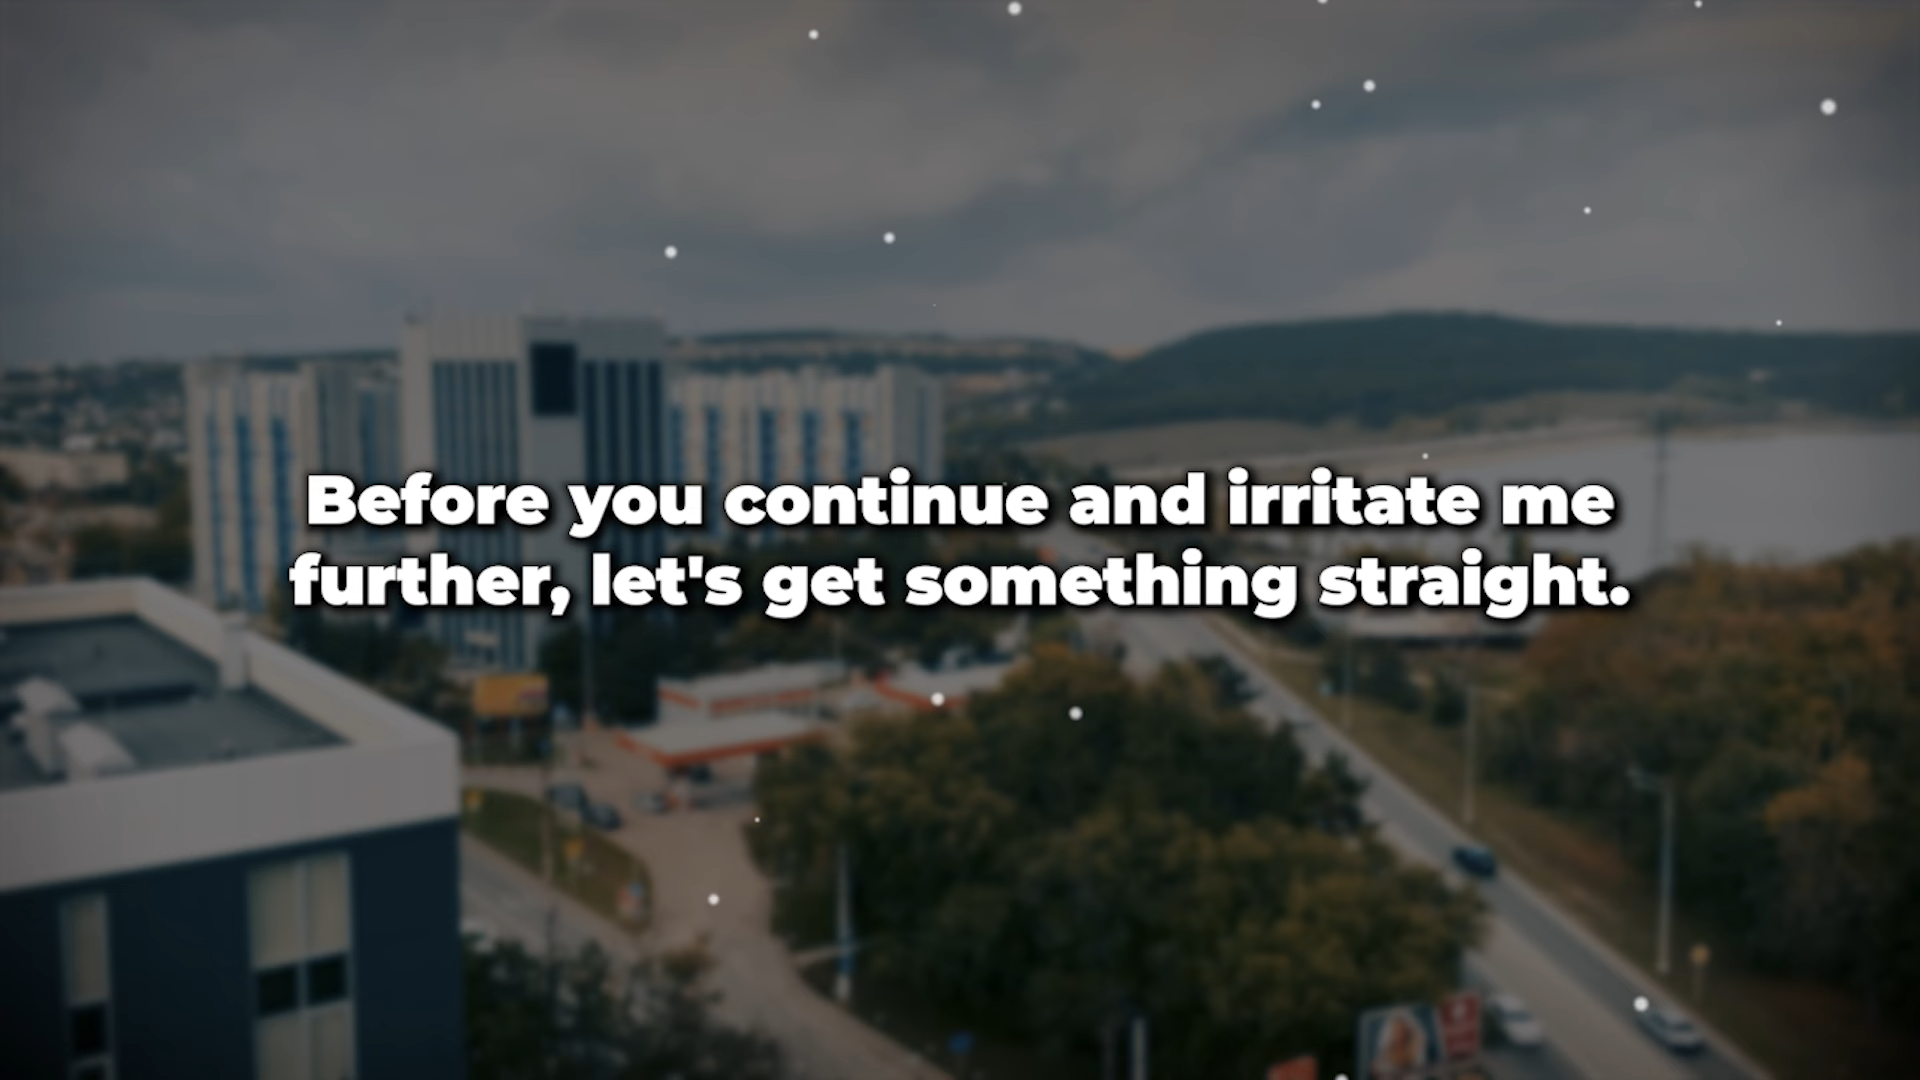 Before you continue and irritate me
further, let's get something straight.